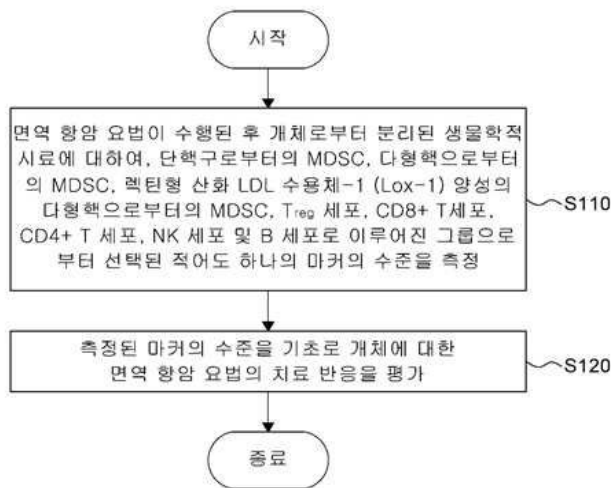 시작
면역 항암 요법이 수행된 후 개체로부터 분리된 생물학적
시료에 대하여, 단핵구로부터의 MDSC, 다형핵으로부터
의 MDSC, 렉틴형 산화 LDL 수용체-1 (Lox-1) 양성의
다형핵으로부터의 MDSC, Treg 세포, CD8+ T세포,
CD4+ T 세포, NK 세포 및 B 세포로 이루어진 그룹으로
부터 선택된 적어도 하나의 마커의 수준을 측정
S110
측정된 마커의 수준을 기초로 개체에 대한
면역 항암 요법의 치료 반응을 평가
S120
종료